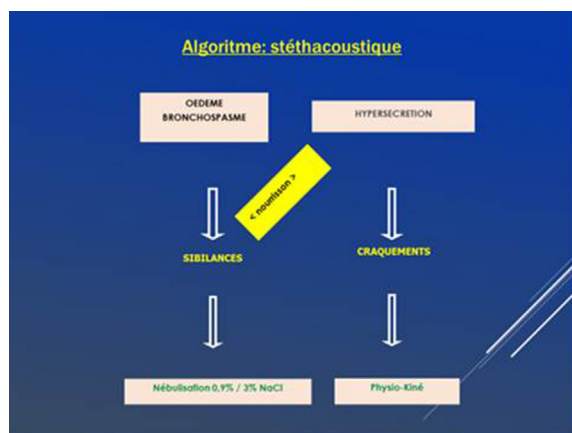 Algoritme: stéthacoustique
OEDEME
BRONCHOSPASME
HYPERSECRETION
< nourrisson >
SIBILANCES
CRAQUEMENTS
Nébulisation 0,9% / 3% NaCl
Physio-Kiné